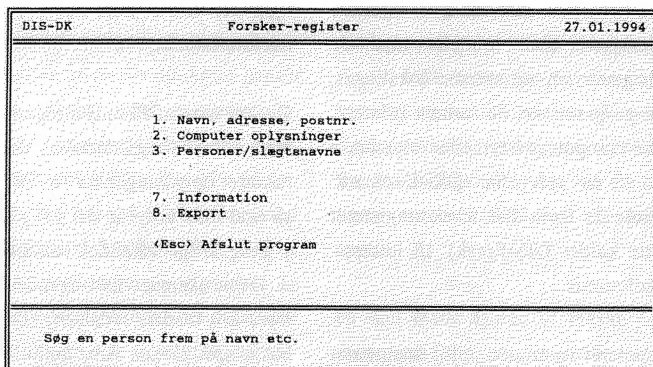 DIS-DK Forsker-register 27.01.1994
1. Navn, adresse, postnr.
2. Computer oplysninger
3. Personer/slægtsnavne
7. Information
8. Export
<Esc> Afslut program
Søg en person frem på navn etc.